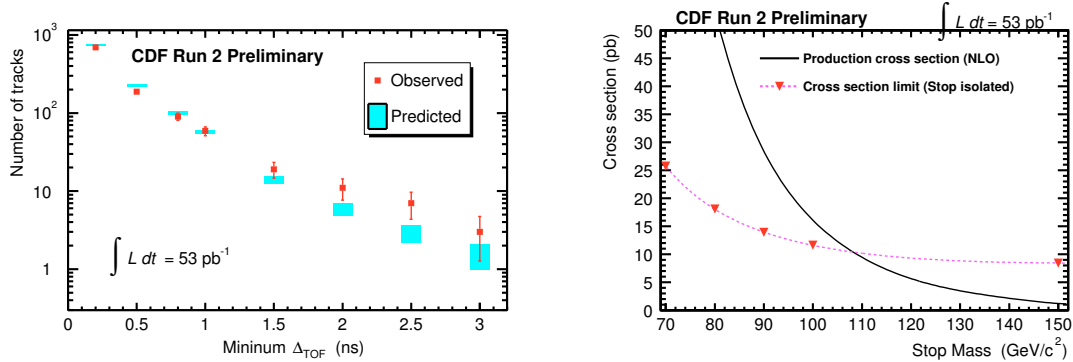 CDF Run 2 Preliminary
Number of tracks
10³
10²
10
1
Observed
Predicted
∫ L dt = 53 pb⁻¹
0 0.5 1 1.5 2 2.5 3
Mininum Δ_TOF (ns)
CDF Run 2 Preliminary
∫ L dt = 53 pb⁻¹
Cross section (pb)
50
45
40
35
30
25
20
15
10
5
0
Production cross section (NLO)
Cross section limit (Stop isolated)
70 80 90 100 110 120 130 140 150
Stop Mass (GeV/c²)